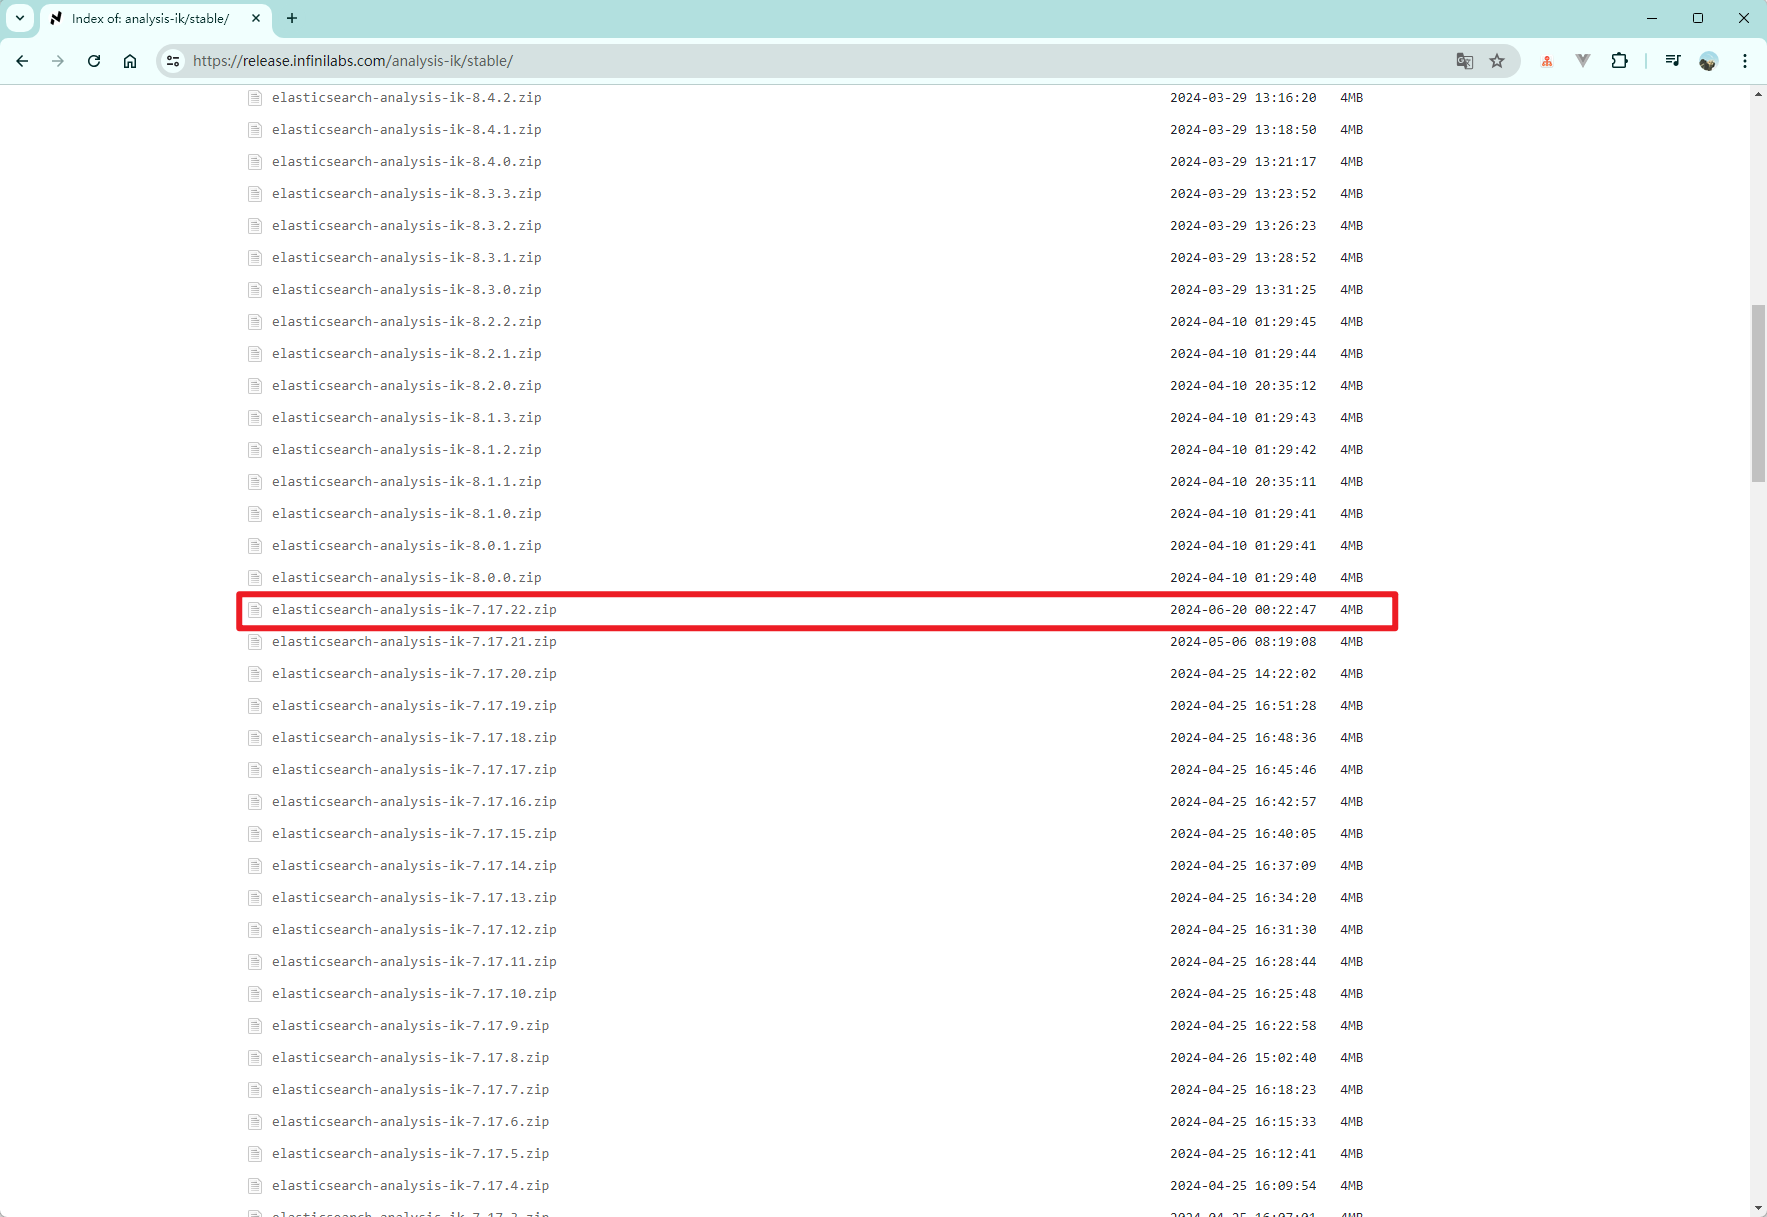 Index of: analysis-ik/stable/
https://release.infinilabs.com/analysis-ik/stable/
elasticsearch-analysis-ik-8.4.2.zip 2024-03-29 13:16:20 4MB
elasticsearch-analysis-ik-8.4.1.zip 2024-03-29 13:18:50 4MB
elasticsearch-analysis-ik-8.4.0.zip 2024-03-29 13:21:17 4MB
elasticsearch-analysis-ik-8.3.3.zip 2024-03-29 13:23:52 4MB
elasticsearch-analysis-ik-8.3.2.zip 2024-03-29 13:26:23 4MB
elasticsearch-analysis-ik-8.3.1.zip 2024-03-29 13:28:52 4MB
elasticsearch-analysis-ik-8.3.0.zip 2024-03-29 13:31:25 4MB
elasticsearch-analysis-ik-8.2.2.zip 2024-04-10 01:29:45 4MB
elasticsearch-analysis-ik-8.2.1.zip 2024-04-10 01:29:44 4MB
elasticsearch-analysis-ik-8.2.0.zip 2024-04-10 20:35:12 4MB
elasticsearch-analysis-ik-8.1.3.zip 2024-04-10 01:29:43 4MB
elasticsearch-analysis-ik-8.1.2.zip 2024-04-10 01:29:42 4MB
elasticsearch-analysis-ik-8.1.1.zip 2024-04-10 20:35:11 4MB
elasticsearch-analysis-ik-8.1.0.zip 2024-04-10 01:29:41 4MB
elasticsearch-analysis-ik-8.0.1.zip 2024-04-10 01:29:41 4MB
elasticsearch-analysis-ik-8.0.0.zip 2024-04-10 01:29:40 4MB
elasticsearch-analysis-ik-7.17.22.zip 2024-06-20 00:22:47 4MB
elasticsearch-analysis-ik-7.17.21.zip 2024-05-06 08:19:08 4MB
elasticsearch-analysis-ik-7.17.20.zip 2024-04-25 14:22:02 4MB
elasticsearch-analysis-ik-7.17.19.zip 2024-04-25 16:51:28 4MB
elasticsearch-analysis-ik-7.17.18.zip 2024-04-25 16:48:36 4MB
elasticsearch-analysis-ik-7.17.17.zip 2024-04-25 16:45:46 4MB
elasticsearch-analysis-ik-7.17.16.zip 2024-04-25 16:42:57 4MB
elasticsearch-analysis-ik-7.17.15.zip 2024-04-25 16:40:05 4MB
elasticsearch-analysis-ik-7.17.14.zip 2024-04-25 16:37:09 4MB
elasticsearch-analysis-ik-7.17.13.zip 2024-04-25 16:34:20 4MB
elasticsearch-analysis-ik-7.17.12.zip 2024-04-25 16:31:30 4MB
elasticsearch-analysis-ik-7.17.11.zip 2024-04-25 16:28:44 4MB
elasticsearch-analysis-ik-7.17.10.zip 2024-04-25 16:25:48 4MB
elasticsearch-analysis-ik-7.17.9.zip 2024-04-25 16:22:58 4MB
elasticsearch-analysis-ik-7.17.8.zip 2024-04-26 15:02:40 4MB
elasticsearch-analysis-ik-7.17.7.zip 2024-04-25 16:18:23 4MB
elasticsearch-analysis-ik-7.17.6.zip 2024-04-25 16:15:33 4MB
elasticsearch-analysis-ik-7.17.5.zip 2024-04-25 16:12:41 4MB
elasticsearch-analysis-ik-7.17.4.zip 2024-04-25 16:09:54 4MB
elasticsearch-analysis-ik-7.17.3.zip 2024-04-25 16:07:01 4MB